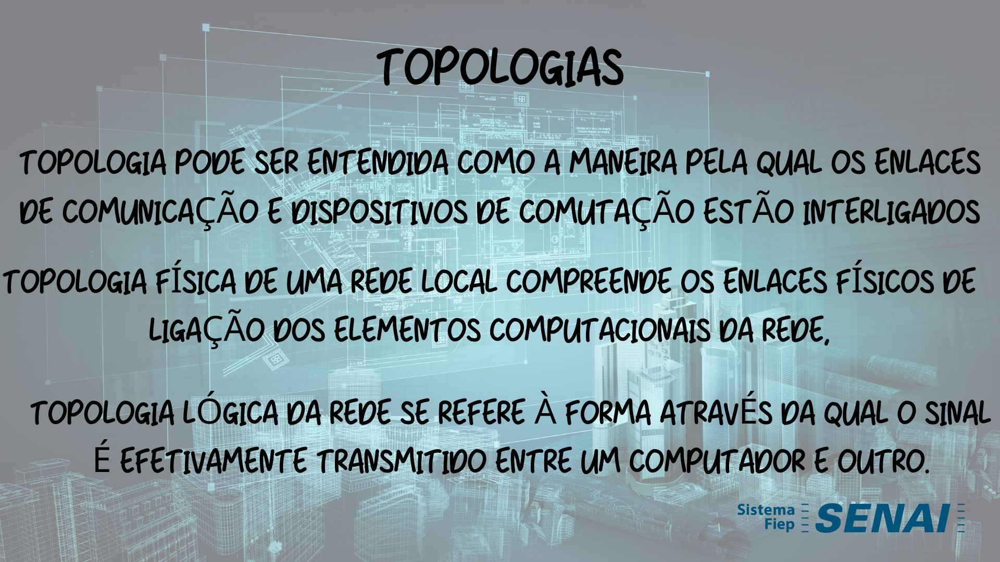 TOPOLOGIAS
TOPOLOGIA PODE SER ENTENDIDA COMO A MANEIRA PELA QUAL OS ENLACES
DE COMUNICAÇÃO E DISPOSITIVOS DE COMUTAÇÃO ESTÃO INTERLIGADOS
TOPOLOGIA FÍSICA DE UMA REDE LOCAL COMPREENDE OS ENLACES FÍSICOS DE
LIGAÇÃO DOS ELEMENTOS COMPUTACIONAIS DA REDE,
TOPOLOGIA LÓGICA DA REDE SE REFERE À FORMA ATRAVÉS DA QUAL O SINAL
É EFETIVAMENTE TRANSMITIDO ENTRE UM COMPUTADOR E OUTRO.
Sistema
Fiep
SENAI